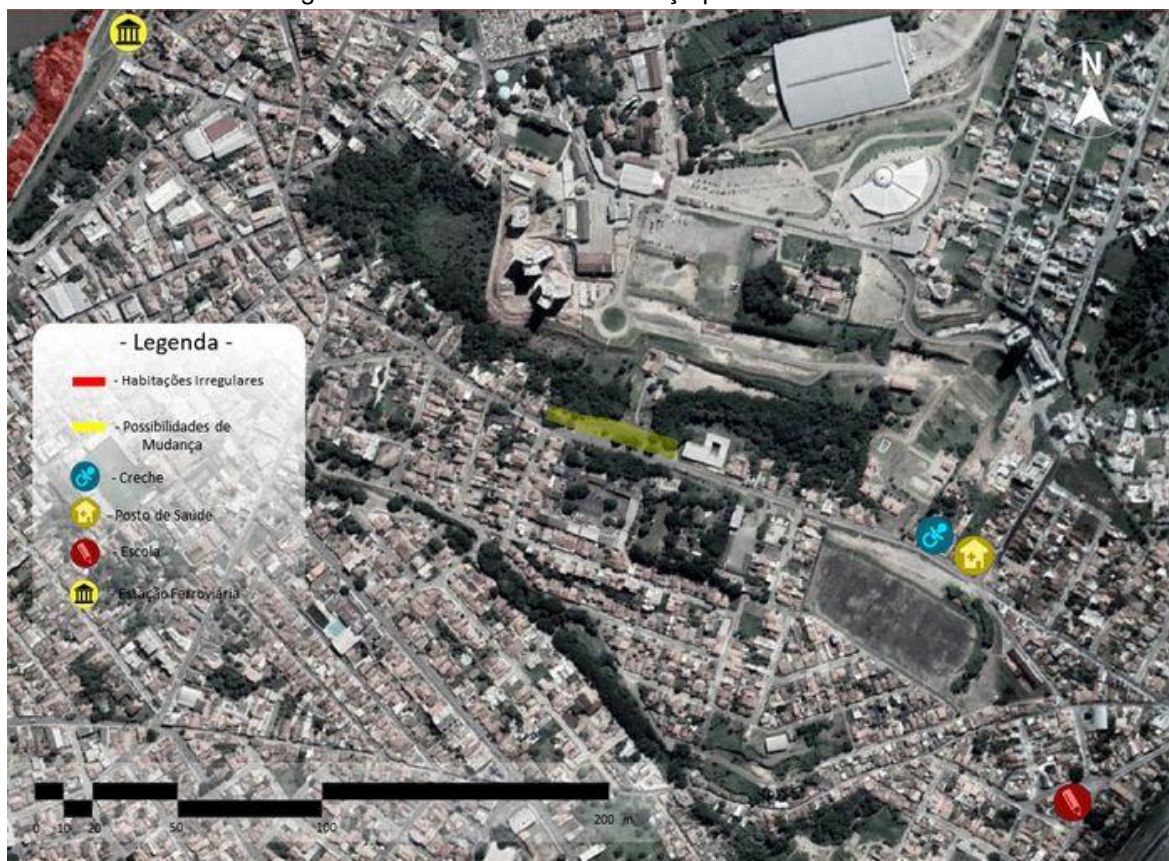 N
- Legenda -
- Habitações Irregulares
- Possibilidades de
Mudança
- Creche
- Posto de Saúde
- Escola
- Estação Ferroviária
0 10 20 50 100 200 m